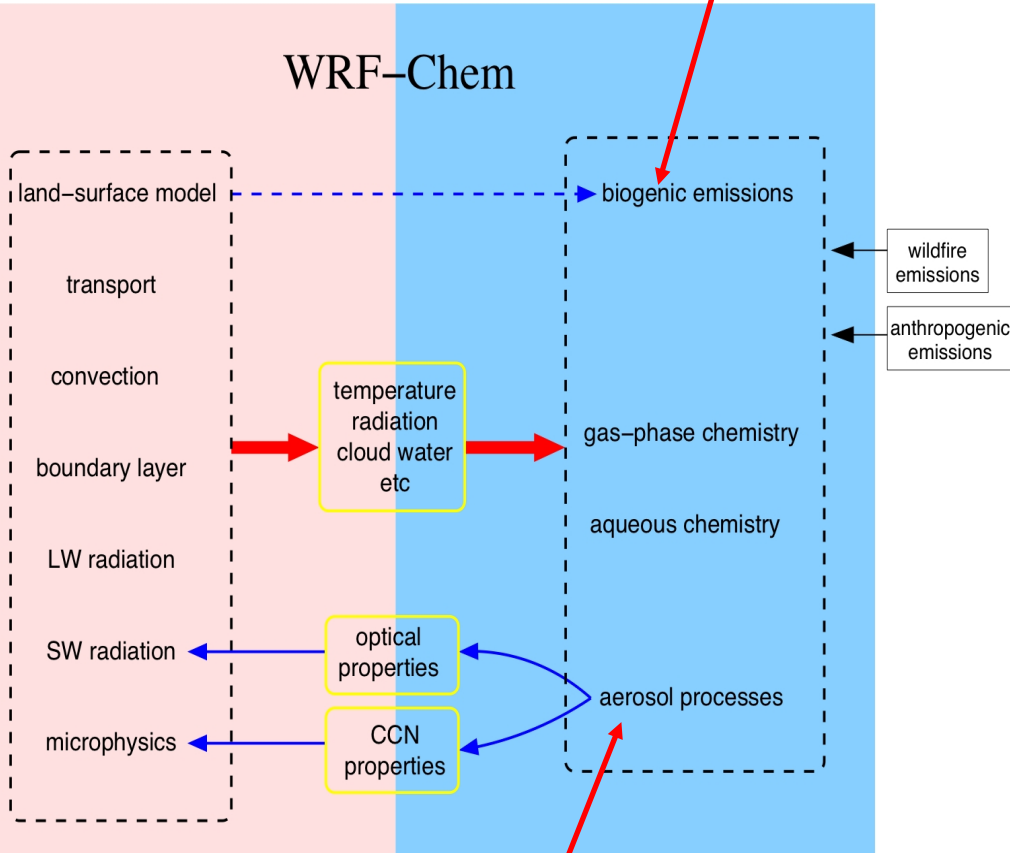 WRF–Chem
land–surface model
transport
convection
boundary layer
LW radiation
SW radiation
microphysics
temperature
radiation
cloud water
etc
optical
properties
CCN
properties
biogenic emissions
gas–phase chemistry
aqueous chemistry
aerosol processes
wildfire
emissions
anthropogenic
emissions